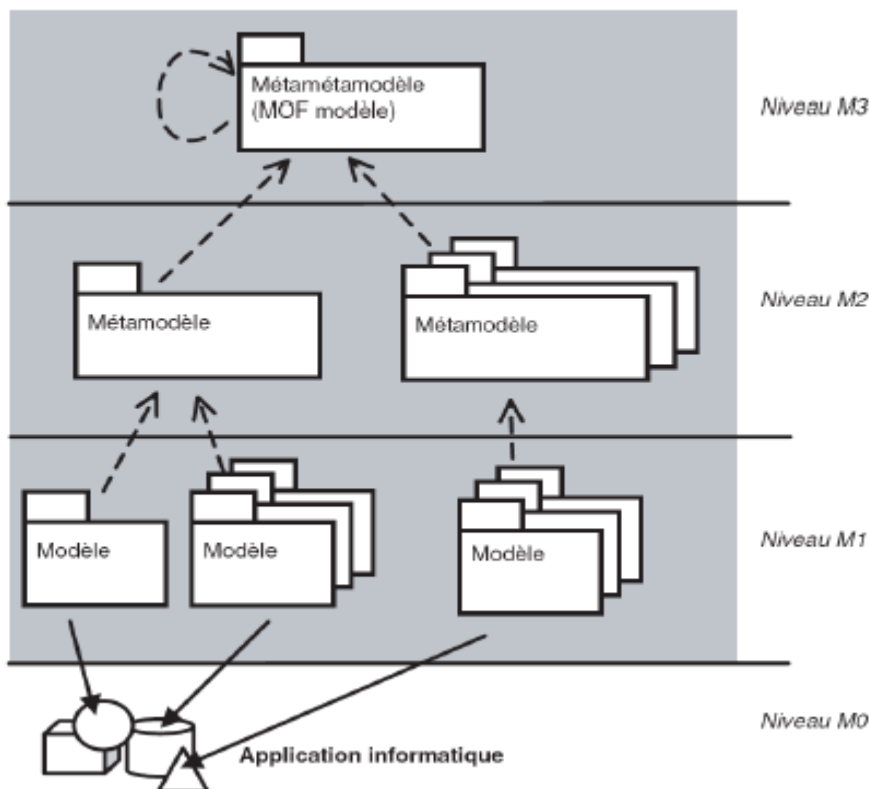 Métamétamodèle
(MOF modèle)
Niveau M3
Métamodèle
Métamodèle
Niveau M2
Modèle
Modèle
Modèle
Niveau M1
Niveau M0
Application informatique